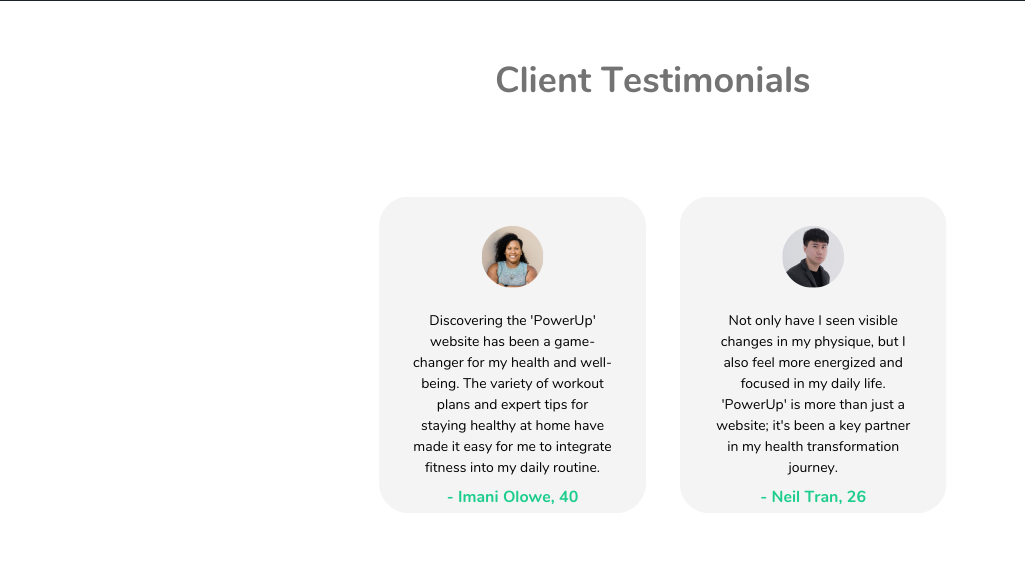 Client Testimonials
Discovering the 'PowerUp'
website has been a game-
changer for my health and well-
being. The variety of workout
plans and expert tips for
staying healthy at home have
made it easy for me to integrate
fitness into my daily routine.
- Imani Olowe, 40
Not only have I seen visible
changes in my physique, but I
also feel more energized and
focused in my daily life.
'PowerUp' is more than just a
website; it's been a key partner
in my health transformation
journey.
- Neil Tran, 26